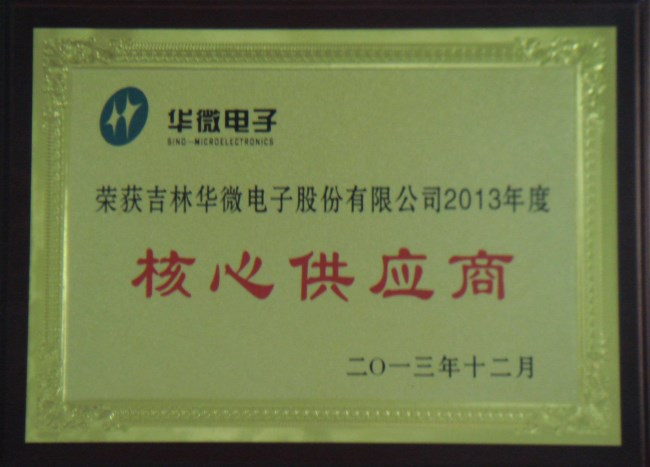 华微电子
SINO-MICROELECTRONICS
荣获吉林华微电子股份有限公司2013年度
核心供应商
二〇一三年十二月